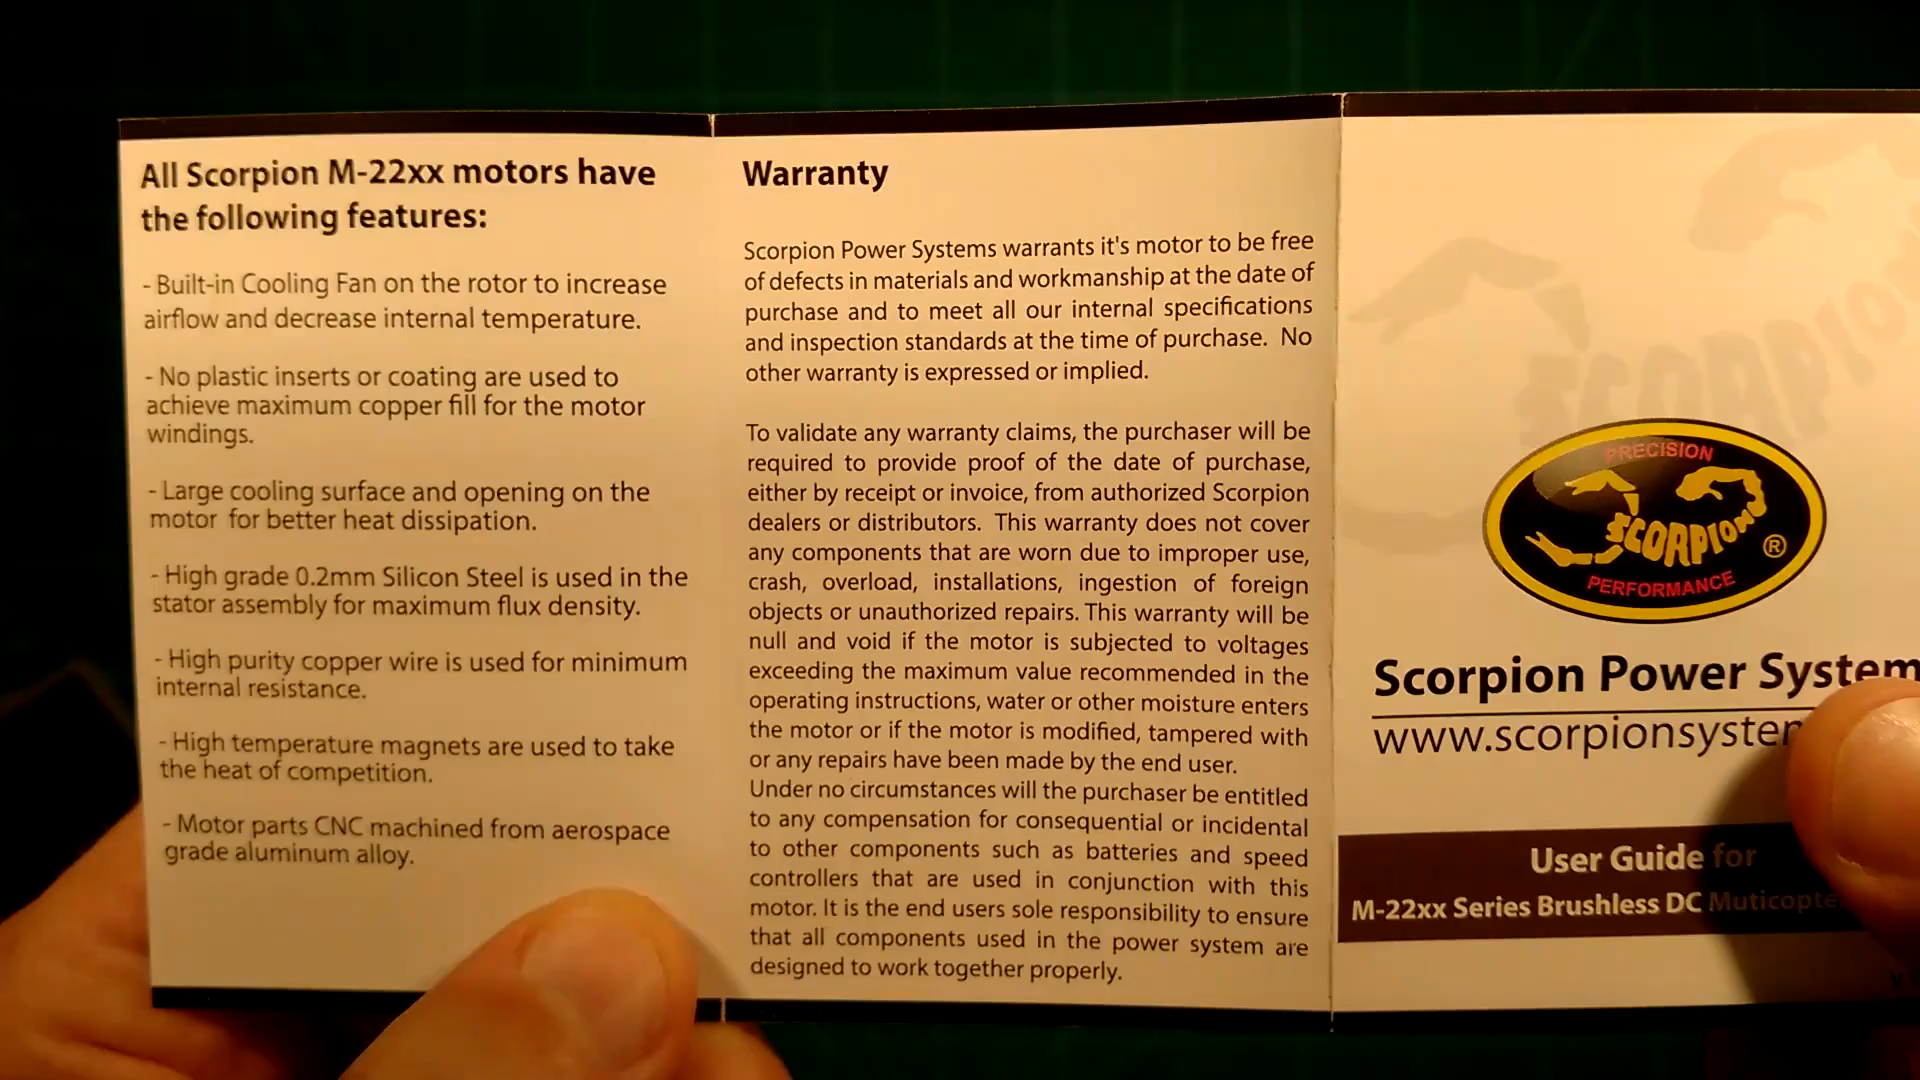 All Scorpion M-22xx motors have
the following features:
- Built-in Cooling Fan on the rotor to increase
airflow and decrease internal temperature.
- No plastic inserts or coating are used to
achieve maximum copper fill for the motor
windings.
- Large cooling surface and opening on the
motor for better heat dissipation.
- High grade 0.2mm Silicon Steel is used in the
stator assembly for maximum flux density.
- High purity copper wire is used for minimum
internal resistance.
- High temperature magnets are used to take
the heat of competition.
- Motor parts CNC machined from aerospace
grade aluminum alloy.
Warranty
Scorpion Power Systems warrants it's motor to be free
of defects in materials and workmanship at the date of
purchase and to meet all our internal specifications
and inspection standards at the time of purchase. No
other warranty is expressed or implied.
To validate any warranty claims, the purchaser will be
required to provide proof of the date of purchase,
either by receipt or invoice, from authorized Scorpion
dealers or distributors. This warranty does not cover
any components that are worn due to improper use,
crash, overload, installations, ingestion of foreign
objects or unauthorized repairs. This warranty will be
null and void if the motor is subjected to voltages
exceeding the maximum value recommended in the
operating instructions, water or other moisture enters
the motor or if the motor is modified, tampered with
or any repairs have been made by the end user.
Under no circumstances will the purchaser be entitled
to any compensation for consequential or incidental
to other components such as batteries and speed
controllers that are used in conjunction with this
motor. It is the end users sole responsibility to ensure
that all components used in the power system are
designed to work together properly.
SCORPION
PRECISION
SCORPION
®
PERFORMANCE
Scorpion Power System
www.scorpionsystem
User Guide for
M-22xx Series Brushless DC Muticopte